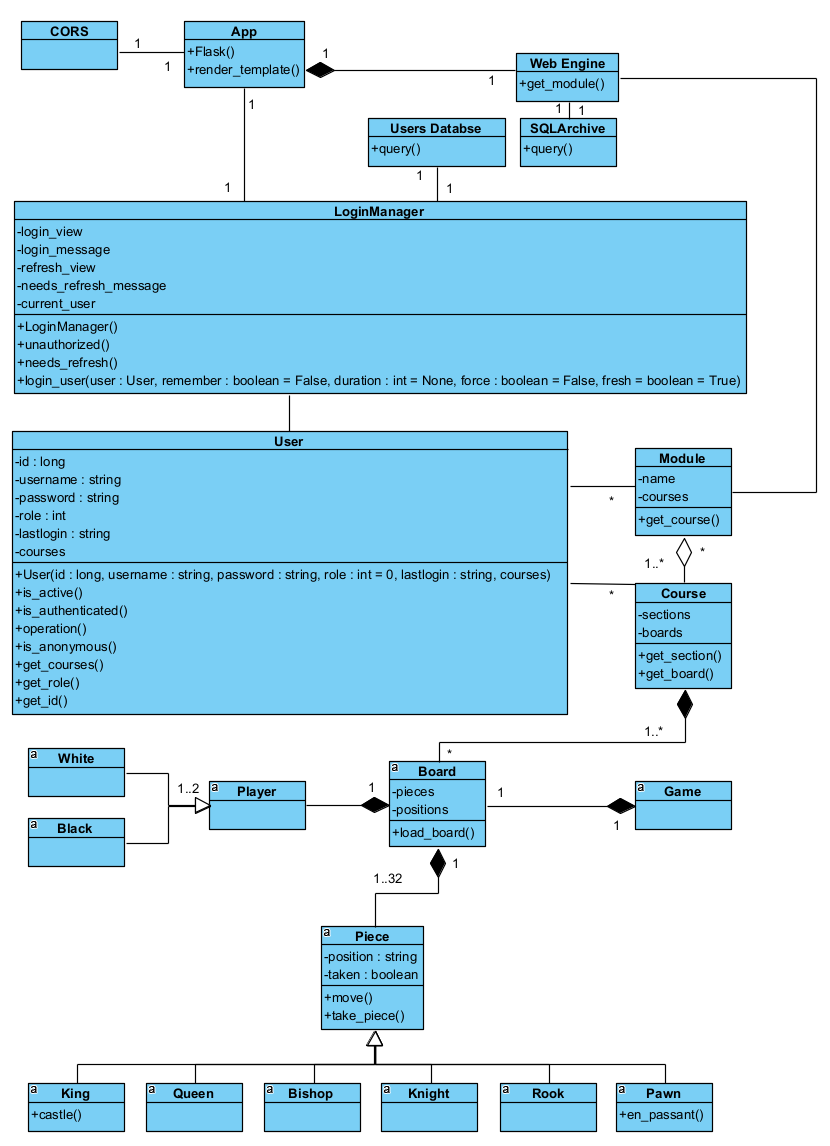 CORS
1
1
App
+Flask()
+render_template()
1
1
Web Engine
+get_module()
1
1
1
1
Users Databse
+query()
SQLArchive
+query()
1
1
LoginManager
-login_view
-login_message
-refresh_view
-needs_refresh_message
-current_user
+LoginManager()
+unauthorized()
+needs_refresh()
+login_user(user : User, remember : boolean = False, duration : int = None, force : boolean = False, fresh = boolean = True)
User
-id : long
-username : string
-password : string
-role : int
-lastlogin : string
-courses
+User(id : long, username : string, password : string, role : int = 0, lastlogin : string, courses)
+is_active()
+is_authenticated()
+operation()
+is_anonymous()
+get_courses()
+get_role()
+get_id()
*
Module
-name
-courses
+get_course()
1..*
*
*
Course
-sections
-boards
+get_section()
+get_board()
1..*
*
a
White
a
Black
1..2
a
Player
1
a
Board
-pieces
-positions
+load_board()
1
1
a
Game
1
1..32
a
Piece
-position : string
-taken : boolean
+move()
+take_piece()
a
King
+castle()
a
Queen
a
Bishop
a
Knight
a
Rook
a
Pawn
+en_passant()